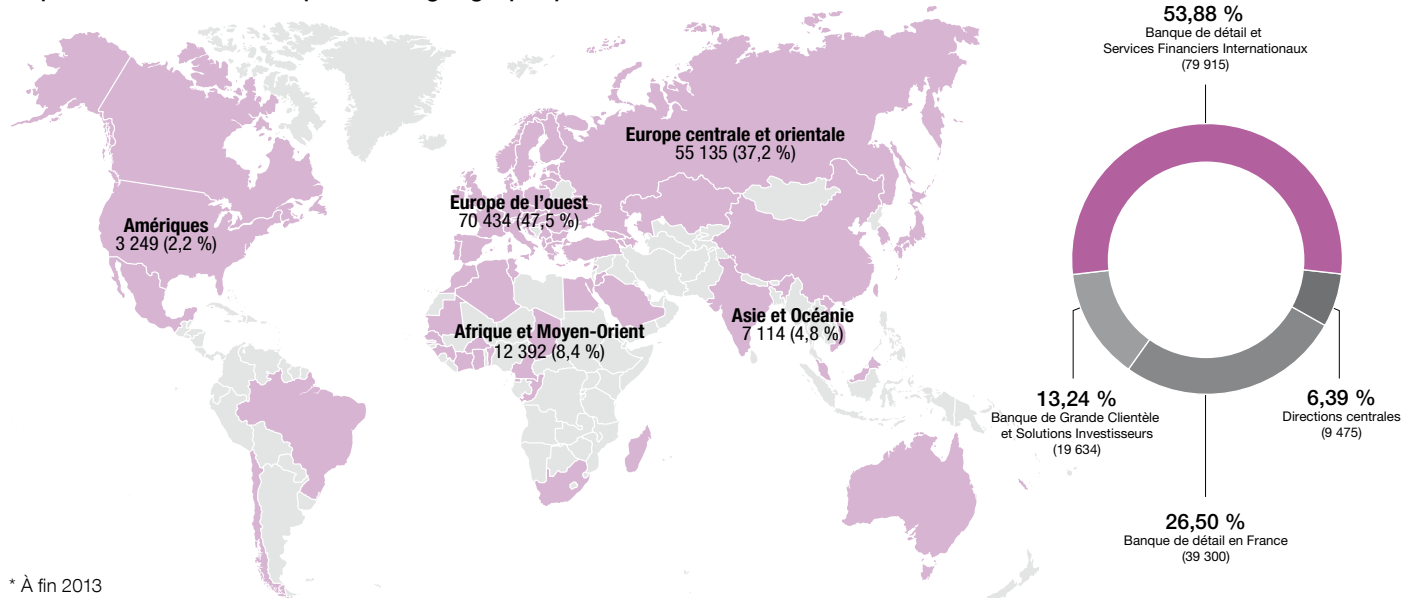 Amériques
3 249 (2,2 %)
Europe de l'ouest
70 434 (47,5 %)
Europe centrale et orientale
55 135 (37,2 %)
Afrique et Moyen-Orient
12 392 (8,4 %)
Asie et Océanie
7 114 (4,8 %)
* À fin 2013
53,88 %
Banque de détail et
Services Financiers Internationaux
(79 915)
13,24 %
Banque de Grande Clientèle
et Solutions Investisseurs
(19 634)
6,39 %
Directions centrales
(9 475)
26,50 %
Banque de détail en France
(39 300)